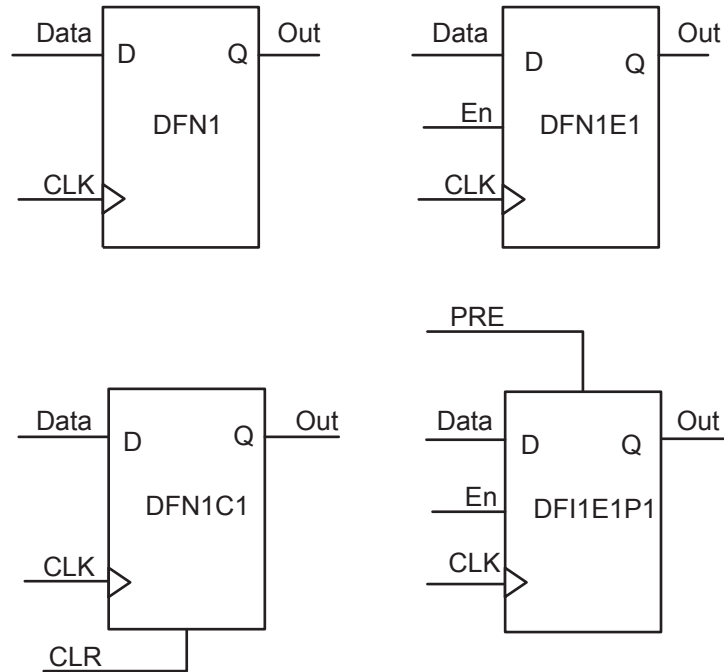 Data
D
Q
Out
DFN1
CLK
Data
D
Q
Out
En
DFN1E1
CLK
Data
D
Q
Out
DFN1C1
CLK
CLR
PRE
Data
D
Q
Out
En
DFI1E1P1
CLK